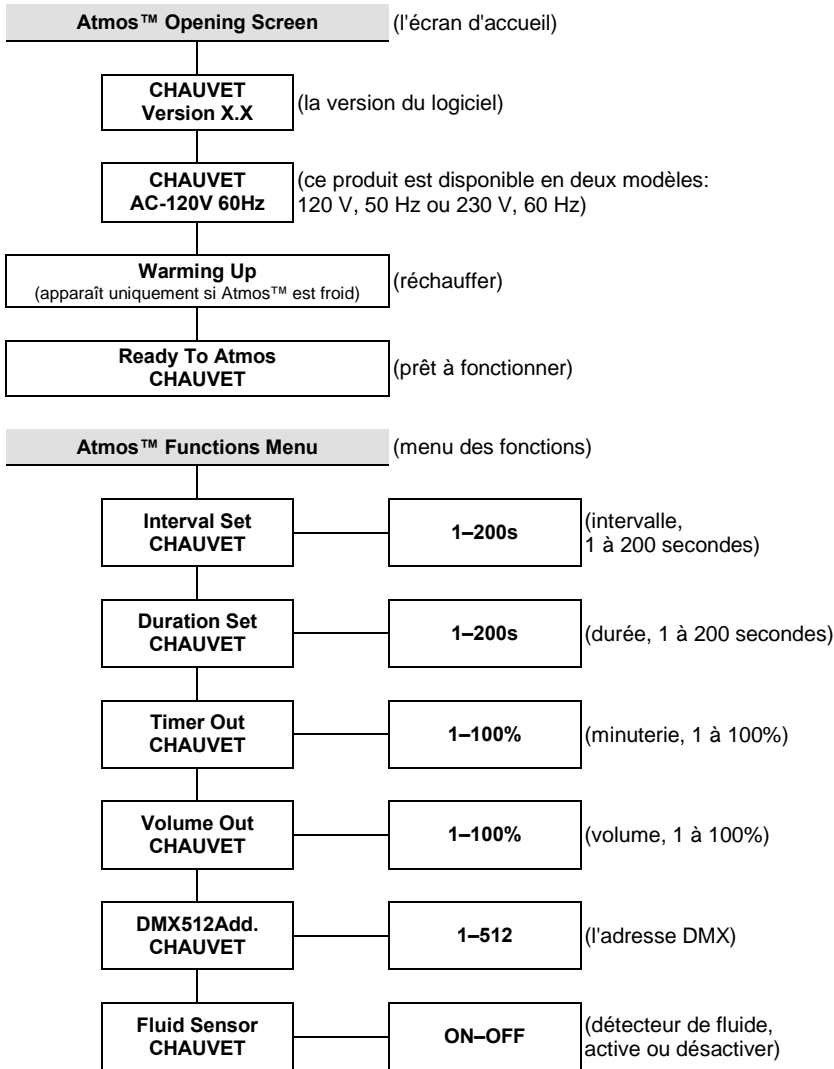 Atmos™ Opening Screen (l'écran d'accueil)
CHAUVET
Version X.X
(la version du logiciel)
CHAUVET
AC-120V 60Hz
(ce produit est disponible en deux modèles:
120 V, 50 Hz ou 230 V, 60 Hz)
Warming Up
(apparaît uniquement si Atmos™ est froid)
(réchauffer)
Ready To Atmos
CHAUVET
(prêt à fonctionner)
Atmos™ Functions Menu (menu des fonctions)
Interval Set
CHAUVET
1–200s
(intervalle,
1 à 200 secondes)
Duration Set
CHAUVET
1–200s
(durée, 1 à 200 secondes)
Timer Out
CHAUVET
1–100%
(minuterie, 1 à 100%)
Volume Out
CHAUVET
1–100%
(volume, 1 à 100%)
DMX512Add.
CHAUVET
1–512
(l'adresse DMX)
Fluid Sensor
CHAUVET
ON–OFF
(détecteur de fluide,
active ou désactiver)